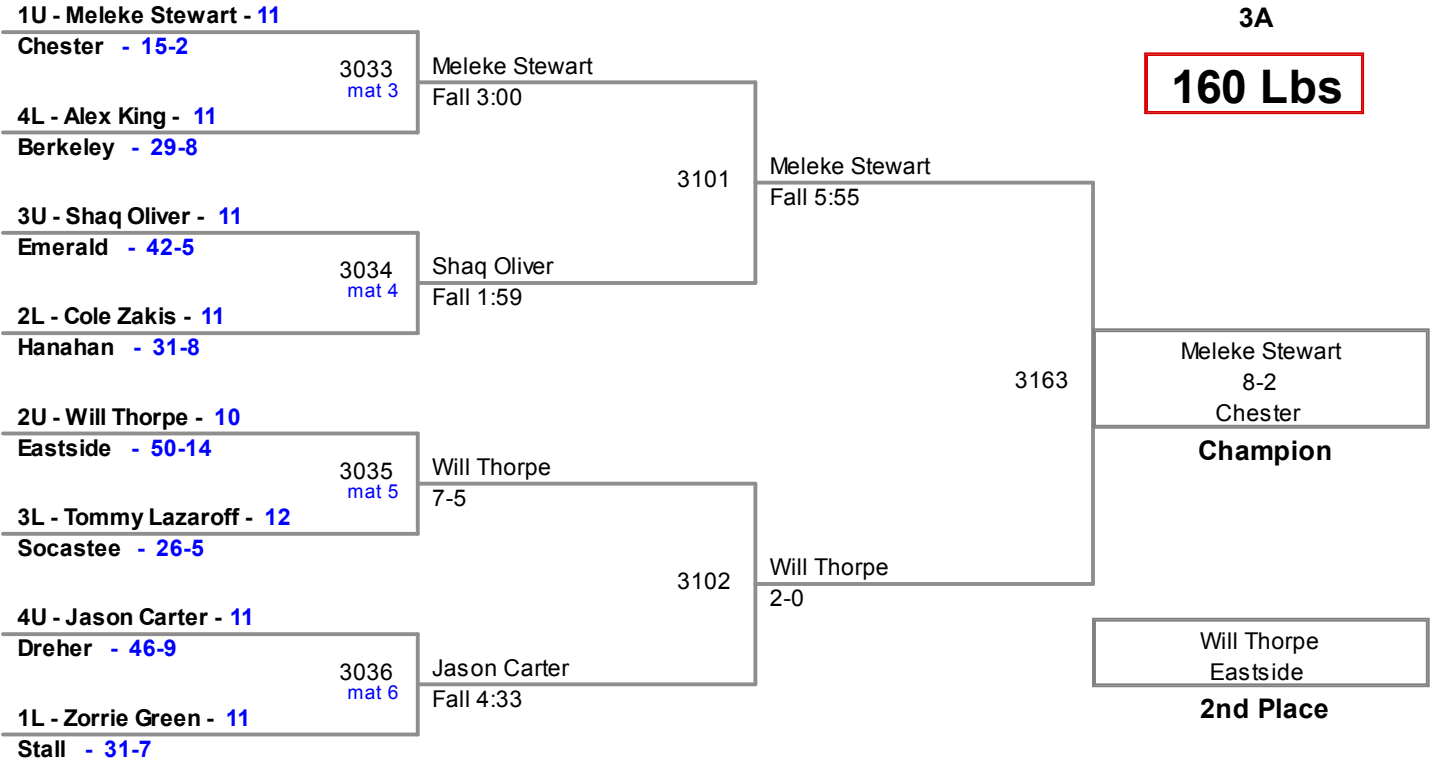 1U - Meleke Stewart - 11
Chester - 15-2
3033
mat 3
4L - Alex King - 11
Berkeley - 29-8
Meleke Stewart
Fall 3:00
3U - Shaq Oliver - 11
Emerald - 42-5
3034
mat 4
2L - Cole Zakis - 11
Hanahan - 31-8
Shaq Oliver
Fall 1:59
3101
Meleke Stewart
Fall 5:55
2U - Will Thorpe - 10
Eastside - 50-14
3035
mat 5
3L - Tommy Lazaroff - 12
Socastee - 26-5
Will Thorpe
7-5
4U - Jason Carter - 11
Dreher - 46-9
3036
mat 6
1L - Zorrie Green - 11
Stall - 31-7
Jason Carter
Fall 4:33
3102
Will Thorpe
2-0
3163
3A
160 Lbs
Meleke Stewart
8-2
Chester
Champion
Will Thorpe
Eastside
2nd Place